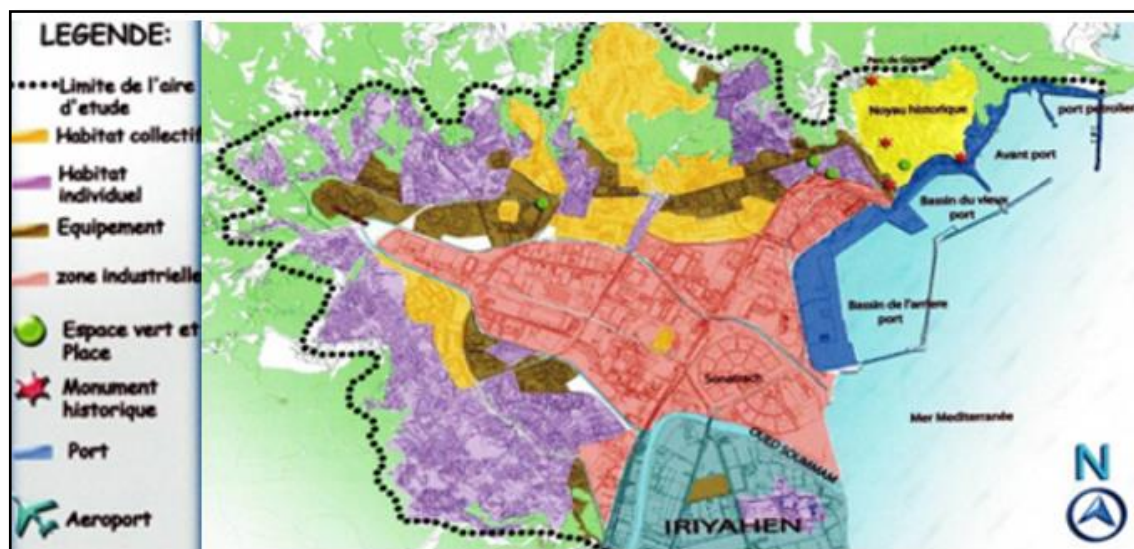 LEGENDE:
Limite de l'aire
d'etude
Habitat collectif
Habitat
individuel
Equipement
zone industrielle
Espace vert et
Place
Monument
historique
Port
Aeroport
Noyau historique
port petrolier
Avant port
Bassin du vieux
port
Bassin de l'arriere
port
Sonatrach
Mer Mediterranée
OUED SOUMMAM
IRIYAHEN
N